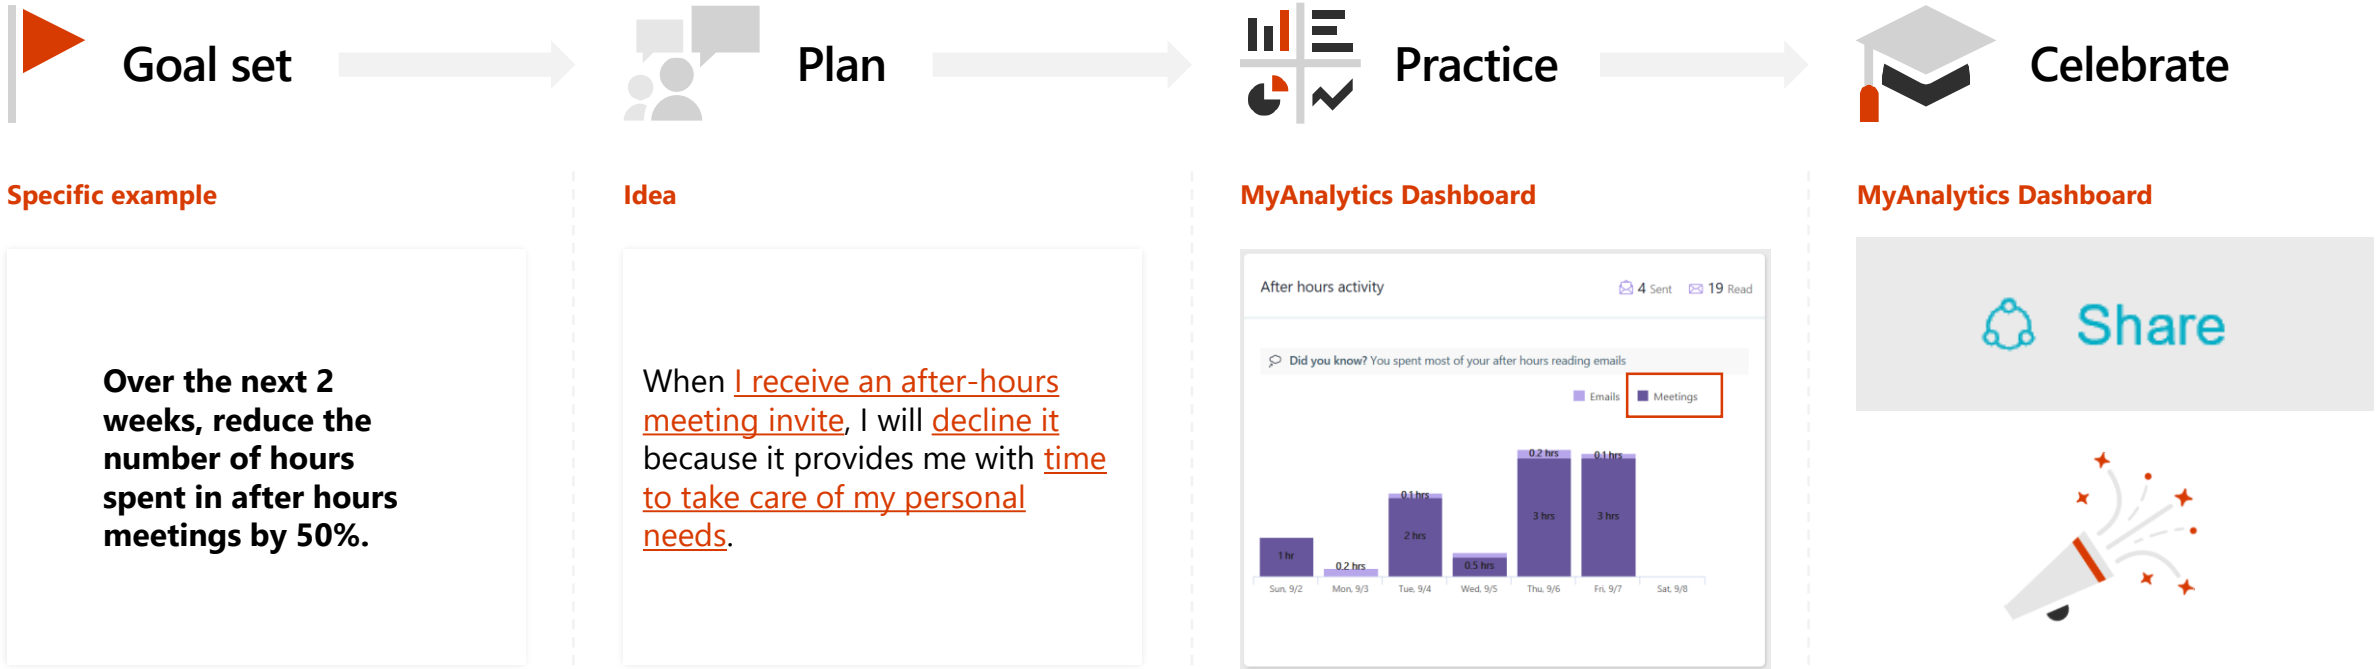 Goal set
Plan
Practice
Celebrate
Specific example
Idea
MyAnalytics Dashboard
MyAnalytics Dashboard
Over the next 2
weeks, reduce the
number of hours
spent in after hours
meetings by 50%.
When I receive an after-hours
meeting invite, I will decline it
because it provides me with time
to take care of my personal
needs.
After hours activity
4 Sent
19 Read
Did you know? You spent most of your after hours reading emails
Emails
Meetings
0.2 hrs
0.1 hrs
0.1 hrs
3 hrs
3 hrs
2 hrs
1 hr
0.2 hrs
0.5 hrs
Sun, 9/2
Mon, 9/3
Tue, 9/4
Wed, 9/5
Thu, 9/6
Fri, 9/7
Sat, 9/8
Share